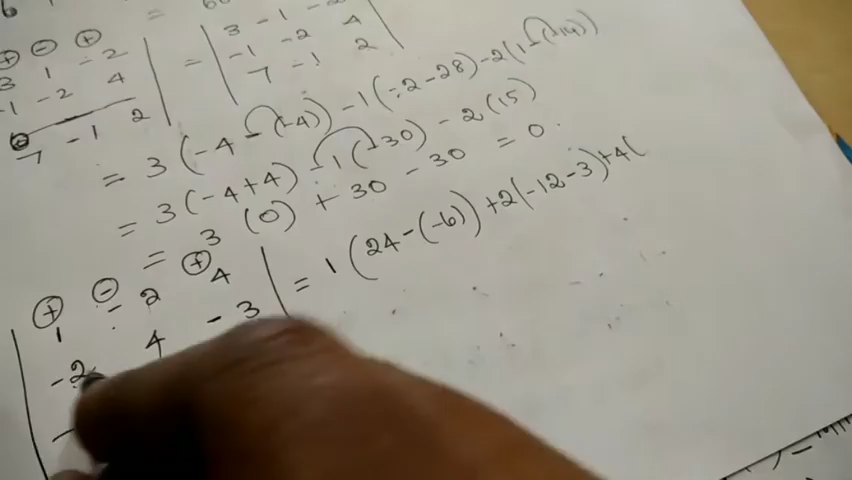 ⊕ ⊖ ⊕
3 1 -2 | = | 3 -1 -2
-1 -2 4 | | -1 -2 4
7 -1 2 | | 7 -1 2
= 3(-4-(-4)) -1(-2-28) -2(1-(-14))
= 3(-4+4) -1(-30) -2(15)
= 3(0) + 30 - 30 = 0.
⊕ ⊖ ⊕
| 1 -2 4 | = 1(24-(-6)) +2(-12-3) +4(
-2 4 -3